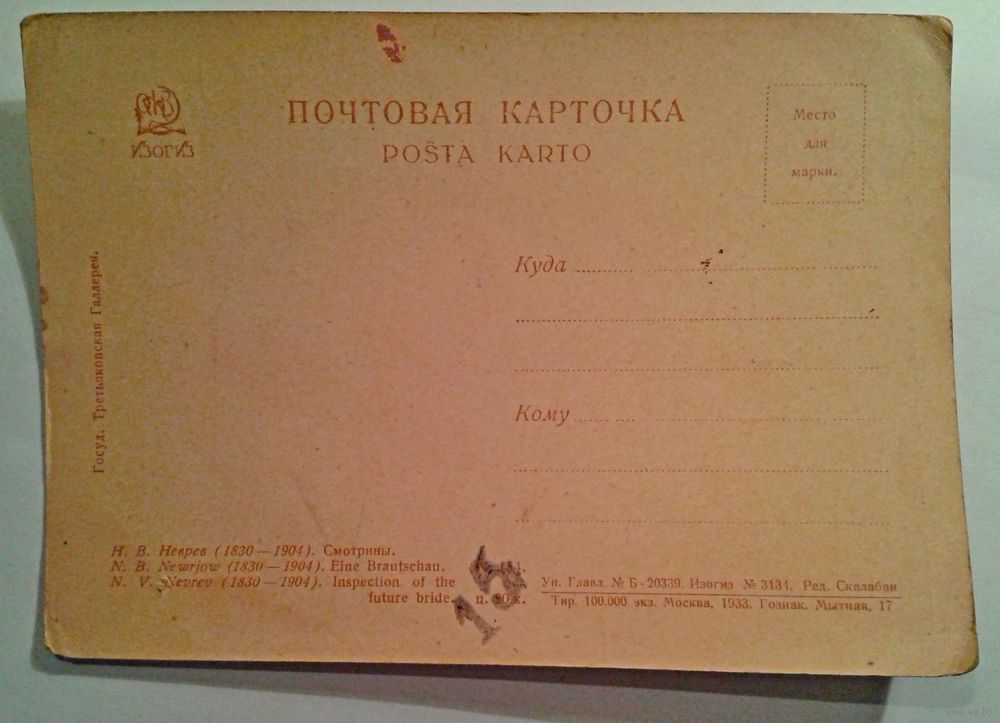 ИЗОГИЗ
ПОЧТОВАЯ КАРТОЧКА
POŜTA KARTO
Место
для
марки.
Госуд. Третьяковская Галлерея.
Куда
Кому
Н. В. Неврев (1830 — 1904). Смотрины.
N. B. Newrjow (1830 — 1904). Eine Brautschau.
N. V. Nevrev (1830 — 1904). Inspection of the
future bride.
ц. к.
15
Уп. Главл. № Б - 20339. Изогиз № 3134. Ред. Скалабан
Тир. 100.000 экз. Москва, 1933. Гознак. Мытная, 17